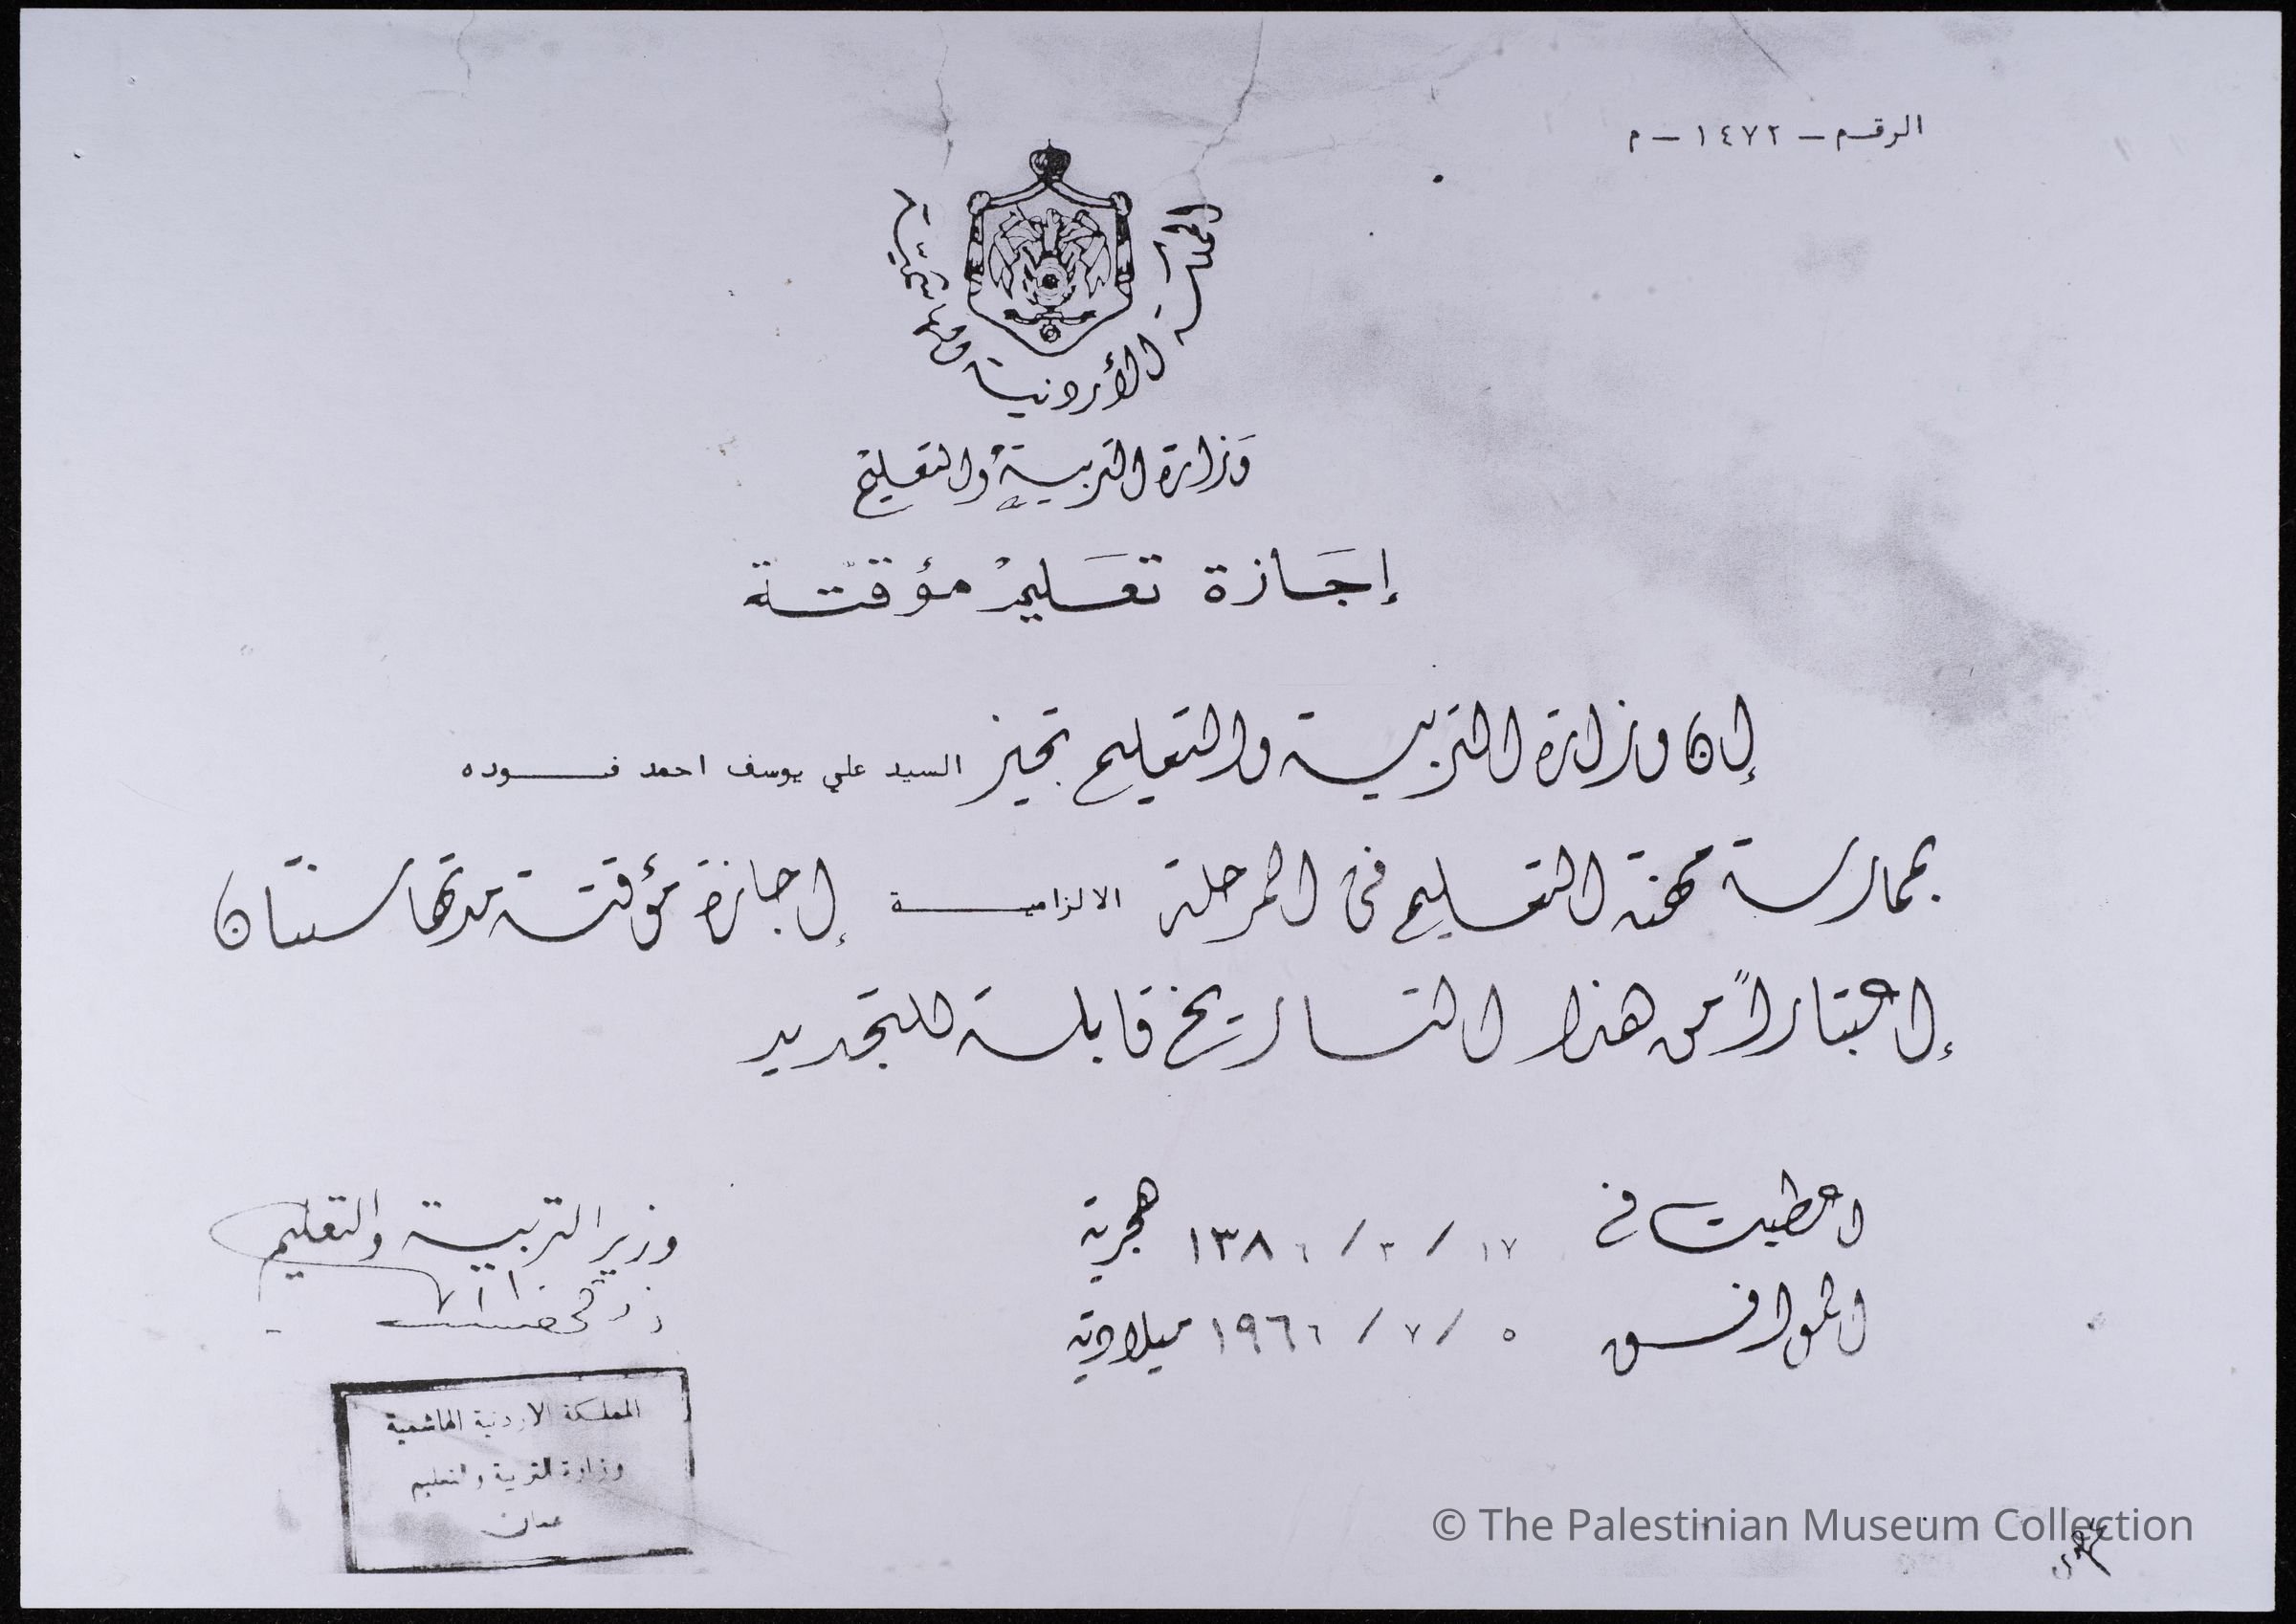 الرقم – ١٤٧٢ – م
المملكة الأردنية الهاشمية
وزارة التربية والتعليم
إجازة تعليم مؤقتة
إن وزارة التربية والتعليم تجيز السيد علي يوسف احمد فوده
بممارسة مهنة التعليم في المرحلة الالزامية إجازة مؤقتة مدتها سنتان
إعتباراً من هذا التاريخ قابلة للتجديد
اعطيت في ١٧ / ٣ / ١٣٨٦ هجرية
الموافق ٥ / ٧ / ١٩٦٦ ميلادية
وزير التربية والتعليم
المملكة الاردنية الهاشمية
وزارة التربية والتعليم
عمان
© The Palestinian Museum Collection